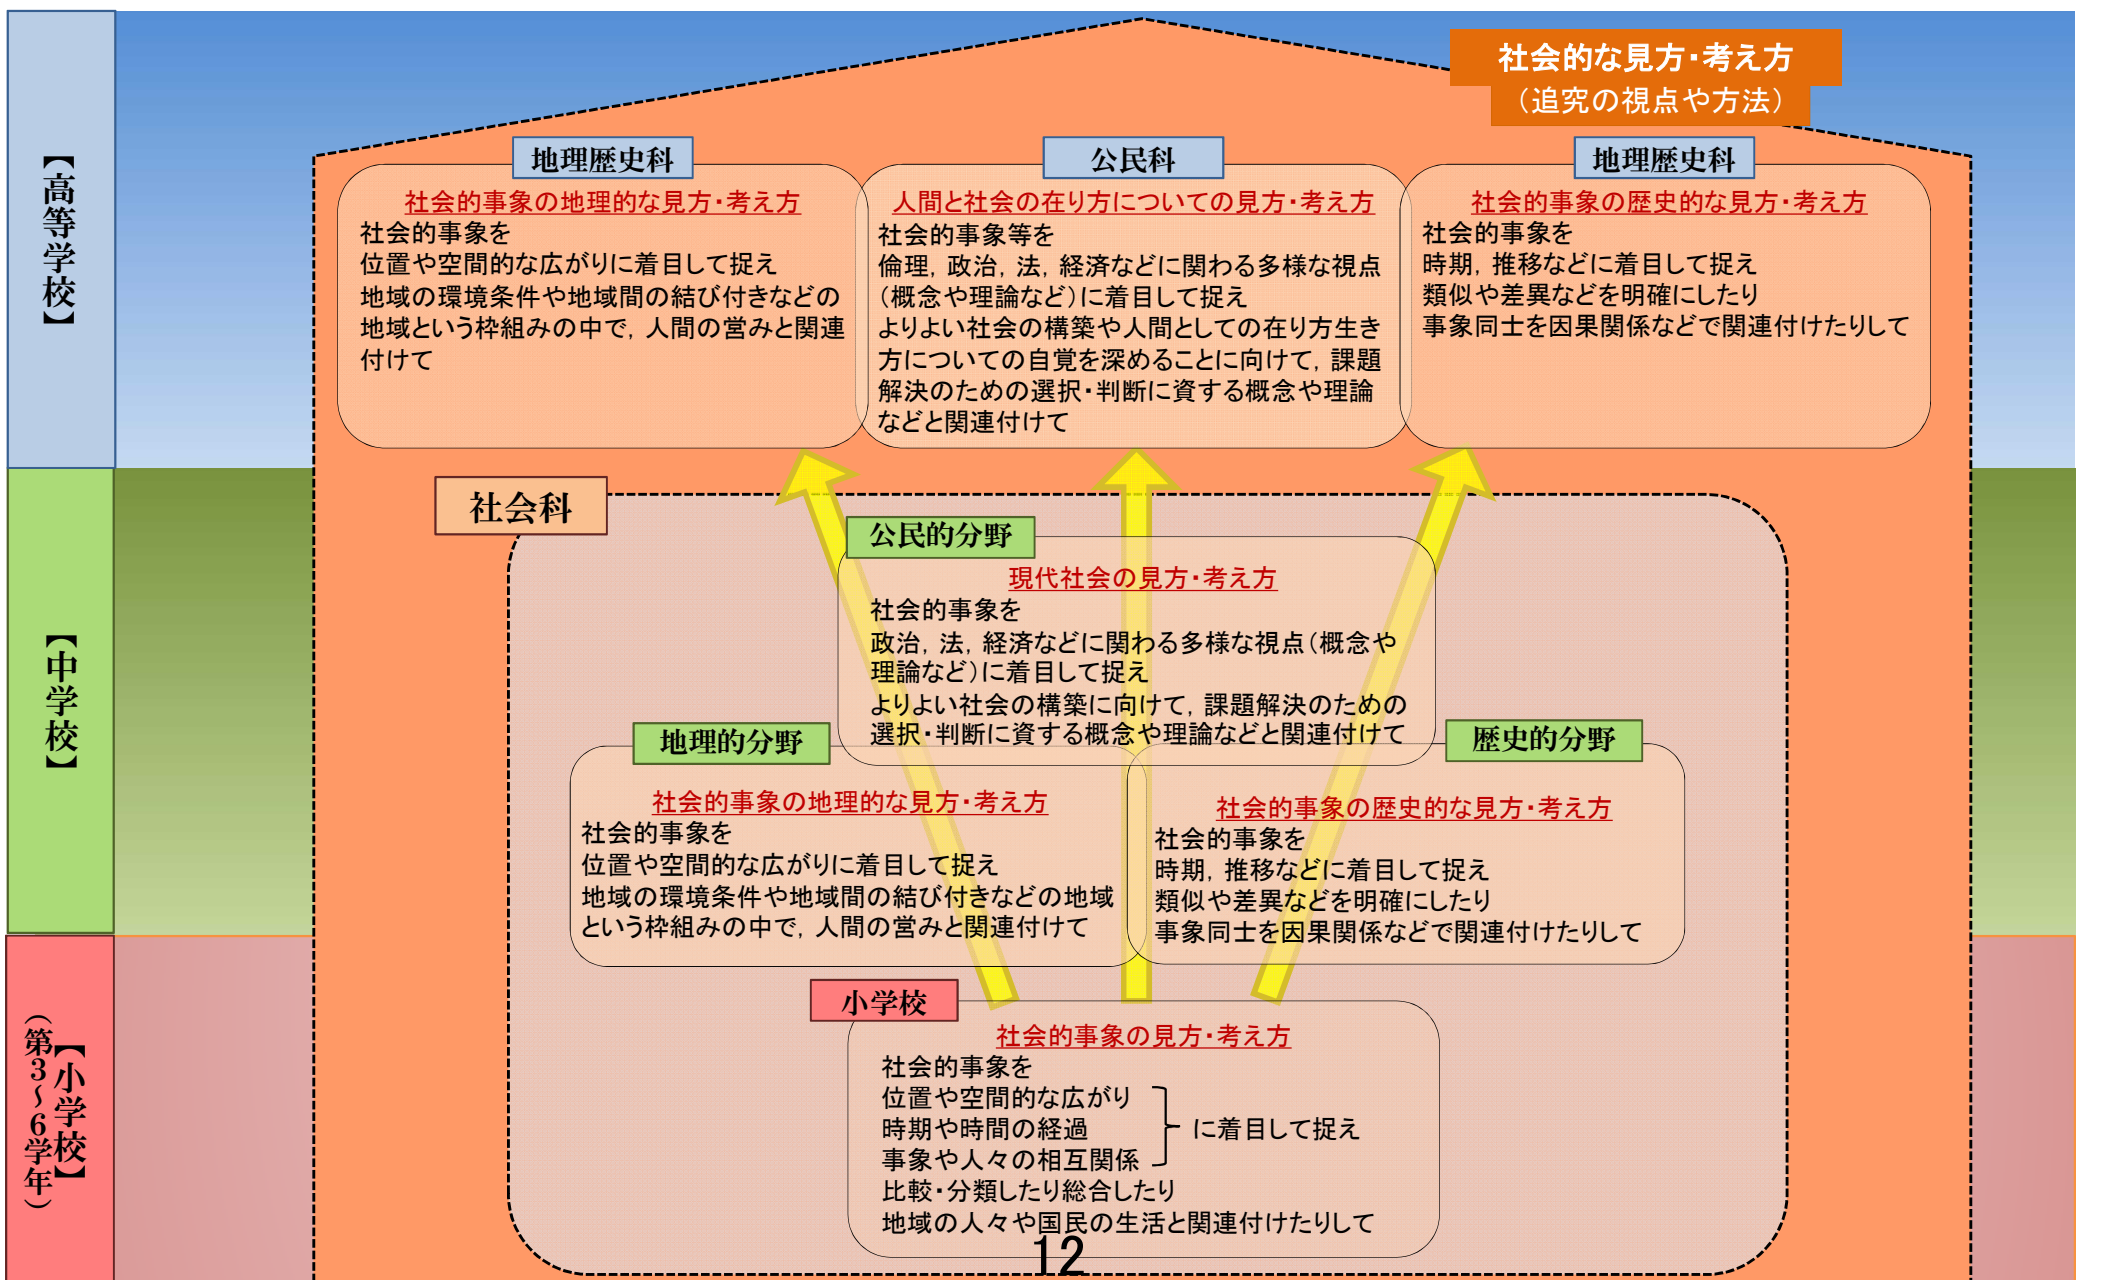 社会的な見方・考え方
（追究の視点や方法）
【高等学校】
地理歴史科
社会的事象の地理的な見方・考え方
社会的事象を
位置や空間的な広がりに着目して捉え
地域の環境条件や地域間の結び付きなどの
地域という枠組みの中で，人間の営みと関連
付けて
公民科
人間と社会の在り方についての見方・考え方
社会的事象等を
倫理，政治，法，経済などに関わる多様な視点
（概念や理論など）に着目して捉え
よりよい社会の構築や人間としての在り方生き
方についての自覚を深めることに向けて，課題
解決のための選択・判断に資する概念や理論
などと関連付けて
地理歴史科
社会的事象の歴史的な見方・考え方
社会的事象を
時期，推移などに着目して捉え
類似や差異などを明確にしたり
事象同士を因果関係などで関連付けたりして
【中学校】
社会科
公民的分野
現代社会の見方・考え方
社会的事象を
政治，法，経済などに関わる多様な視点（概念や
理論など）に着目して捉え
よりよい社会の構築に向けて，課題解決のための
選択・判断に資する概念や理論などと関連付けて
地理的分野
社会的事象の地理的な見方・考え方
社会的事象を
位置や空間的な広がりに着目して捉え
地域の環境条件や地域間の結び付きなどの地域
という枠組みの中で，人間の営みと関連付けて
歴史的分野
社会的事象の歴史的な見方・考え方
社会的事象を
時期，推移などに着目して捉え
類似や差異などを明確にしたり
事象同士を因果関係などで関連付けたりして
【小学校】
（第３～６学年）
小学校
社会的事象の見方・考え方
社会的事象を
位置や空間的な広がり
時期や時間の経過
に着目して捉え
事象や人々の相互関係
比較・分類したり総合したり
地域の人々や国民の生活と関連付けたりして
12